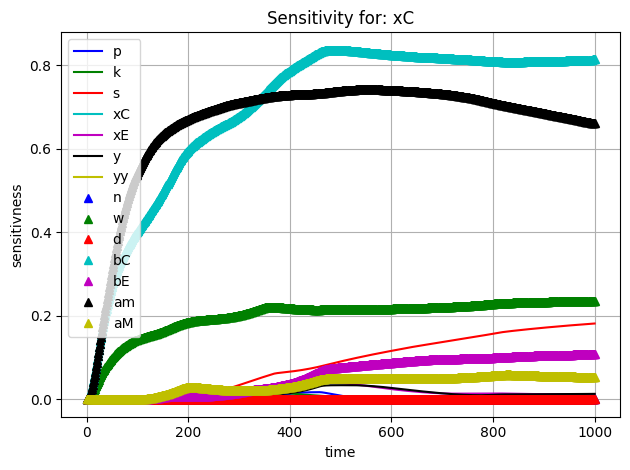 Sensitivity for: xC
sensitivness
0.8
0.6
0.4
0.2
0.0
p
k
s
xC
xE
y
yy
n
w
d
bC
bE
am
aM
0
200
400
600
800
1000
time